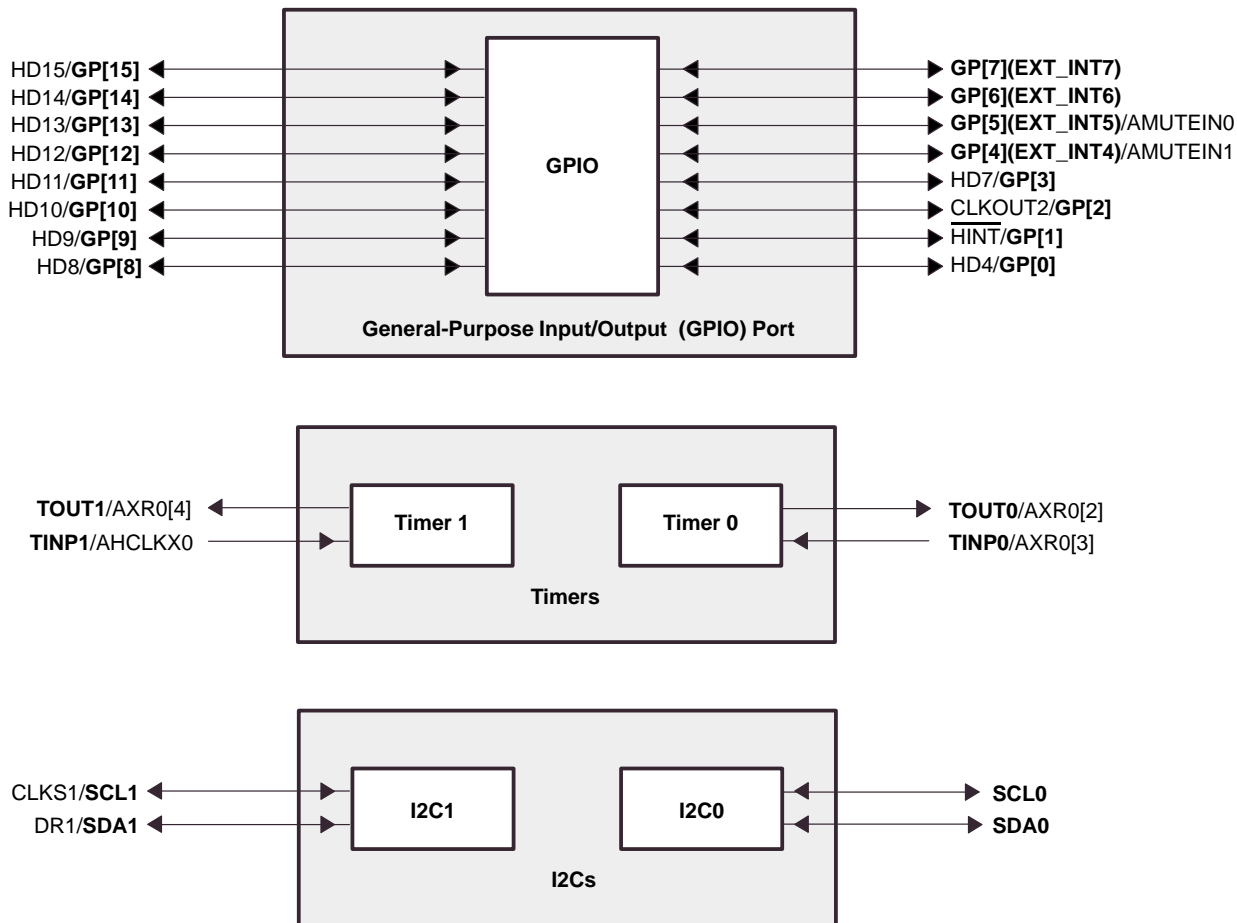 HD15/GP[15]
HD14/GP[14]
HD13/GP[13]
HD12/GP[12]
HD11/GP[11]
HD10/GP[10]
HD9/GP[9]
HD8/GP[8]
GPIO
GP[7](EXT_INT7)
GP[6](EXT_INT6)
GP[5](EXT_INT5)/AMUTEIN0
GP[4](EXT_INT4)/AMUTEIN1
HD7/GP[3]
CLKOUT2/GP[2]
HINT/GP[1]
HD4/GP[0]
General-Purpose Input/Output (GPIO) Port
TOUT1/AXR0[4]
TINP1/AHCLKX0
Timer 1
Timer 0
TOUT0/AXR0[2]
TINP0/AXR0[3]
Timers
CLKS1/SCL1
DR1/SDA1
I2C1
I2C0
SCL0
SDA0
I2Cs